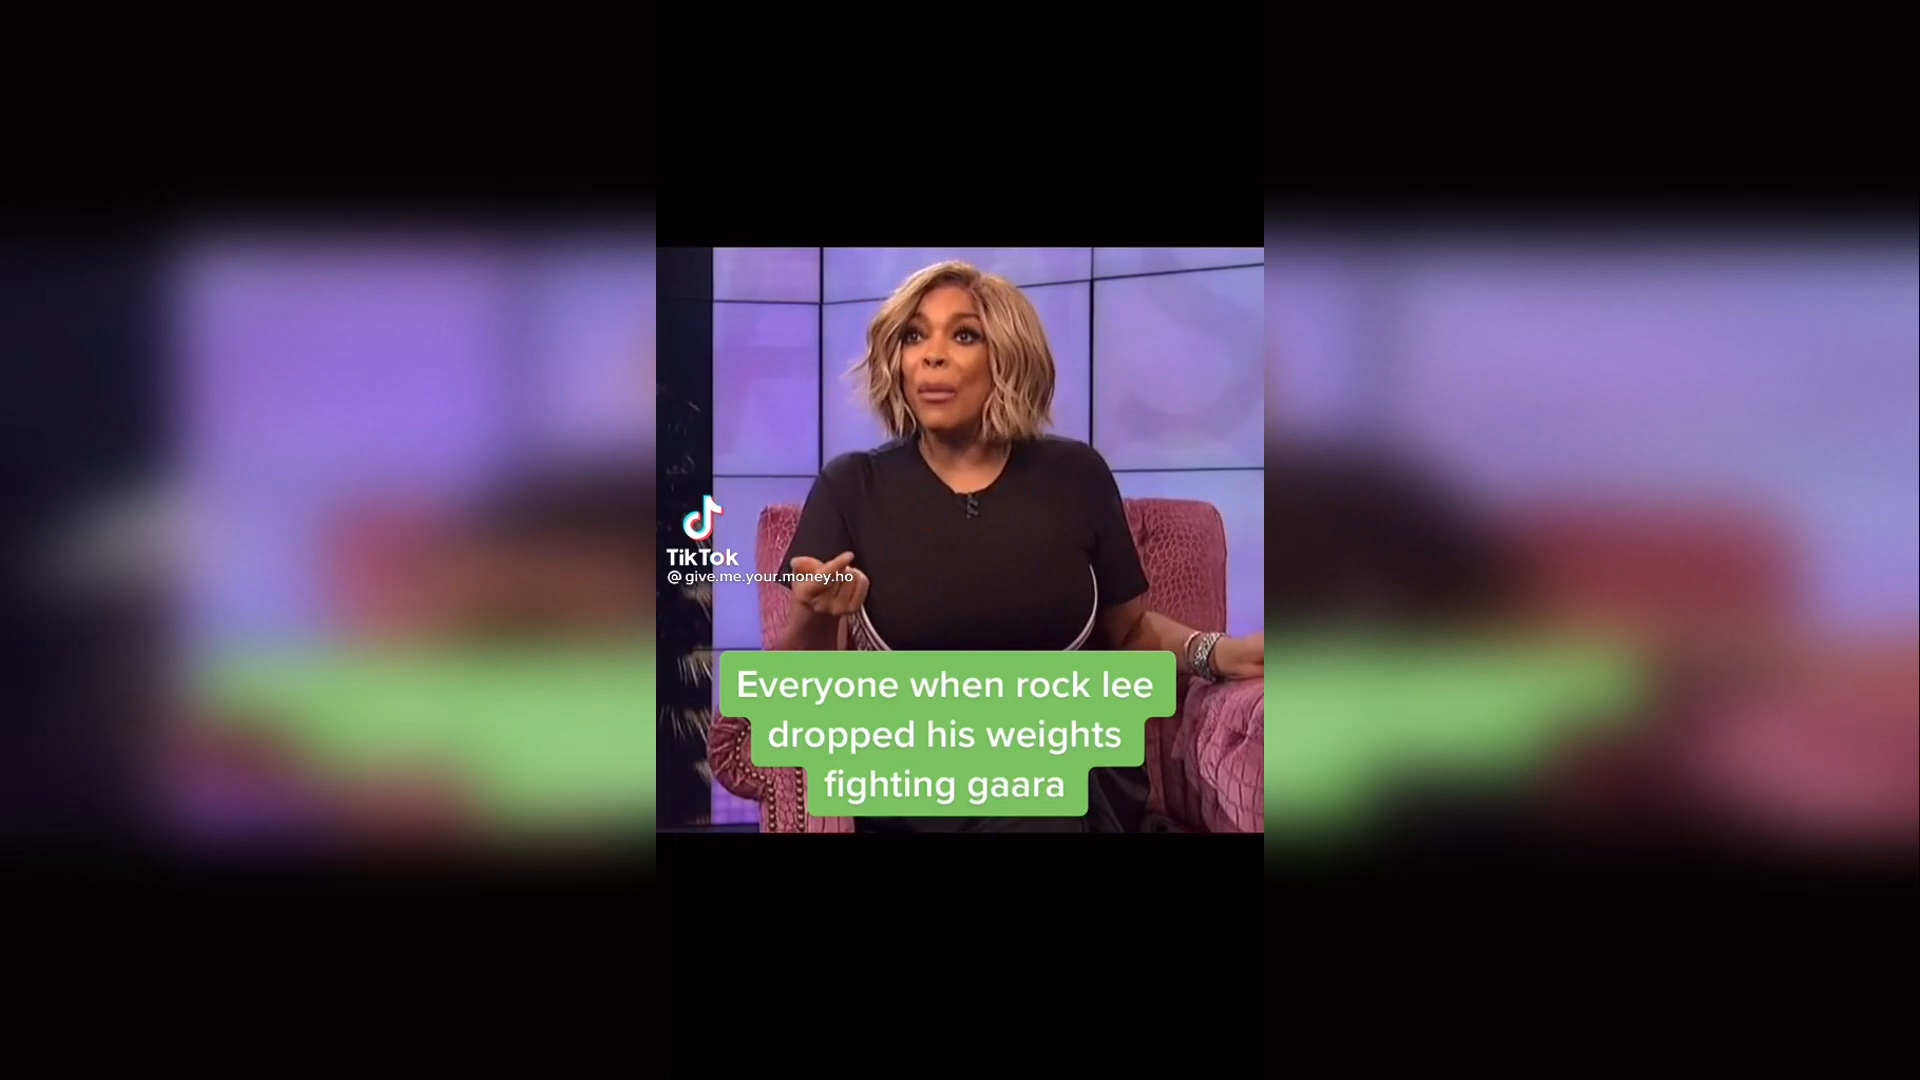 TikTok
@ give.me.your.money.ho
Everyone when rock lee
dropped his weights
fighting gaara